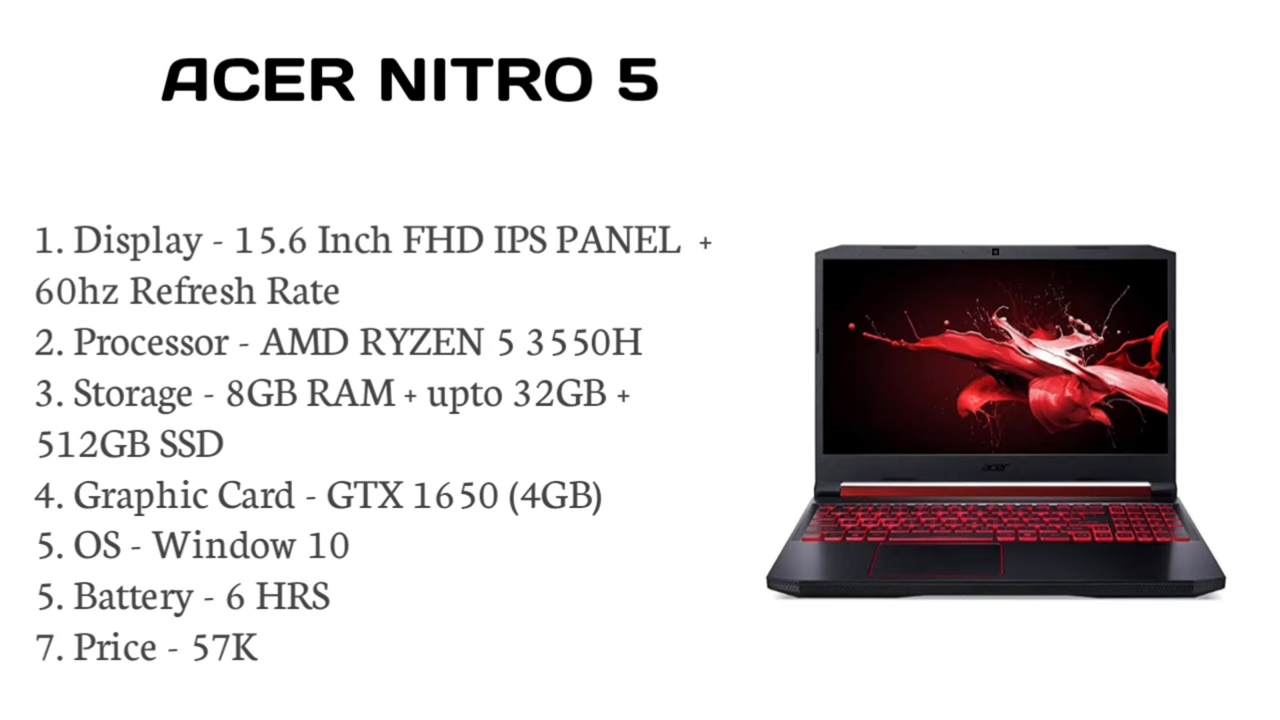 ACER NITRO 5
1. Display - 15.6 Inch FHD IPS PANEL +
60hz Refresh Rate
2. Processor - AMD RYZEN 5 3550H
3. Storage - 8GB RAM + upto 32GB +
512GB SSD
4. Graphic Card - GTX 1650 (4GB)
5. OS - Window 10
5. Battery - 6 HRS
7. Price - 57K
acer